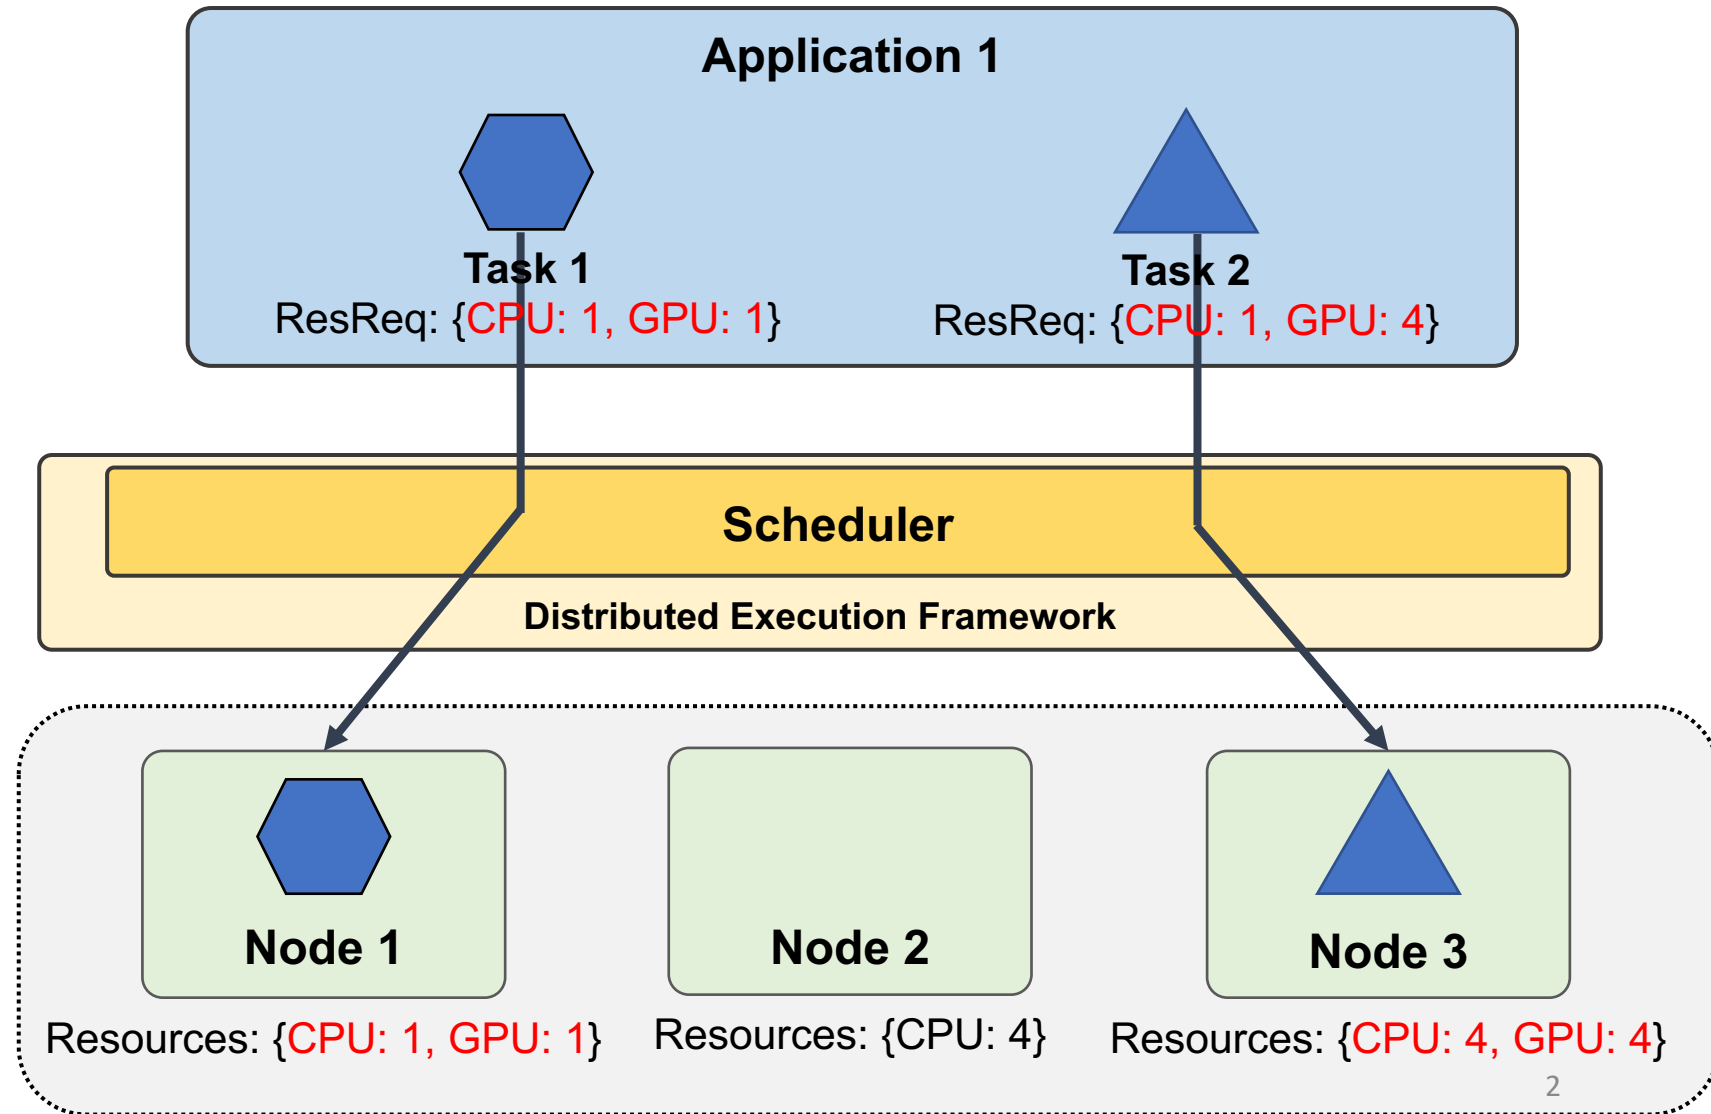 Application 1
Task 1
ResReq: {CPU: 1, GPU: 1}
Task 2
ResReq: {CPU: 1, GPU: 4}
Scheduler
Distributed Execution Framework
Node 1
Resources: {CPU: 1, GPU: 1}
Node 2
Resources: {CPU: 4}
Node 3
Resources: {CPU: 4, GPU: 4}
2